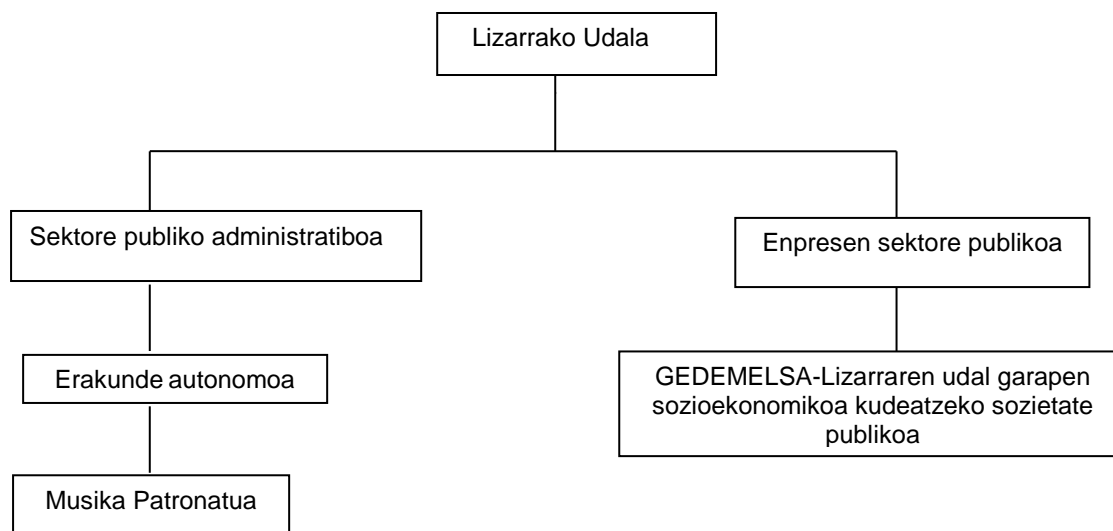 Lizarrako Udala
Sektore publiko administratiboa
Enpresen sektore publikoa
Erakunde autonomoa
GEDEMELSA-Lizarraren udal garapen
sozioekonomikoa kudeatzeko sozietate
publikoa
Musika Patronatua